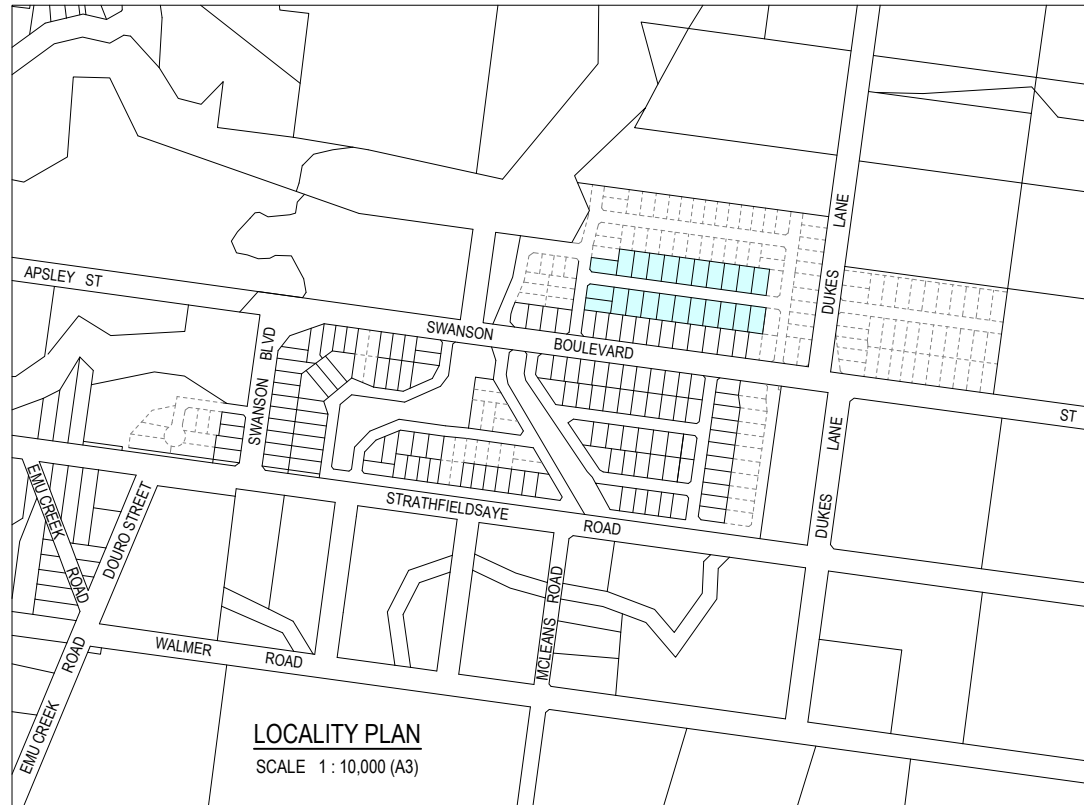 LANE
DUKES
APSLEY ST
SWANSON
BOULEVARD
SWANSON BLVD
ST
LANE
DUKES
EMU CREEK
ROAD
DOURO STREET
STRATHFIELDSAYE
ROAD
MCLEANS ROAD
WALMER
ROAD
EMU CREEK ROAD
LOCALITY PLAN
SCALE 1 : 10,000 (A3)